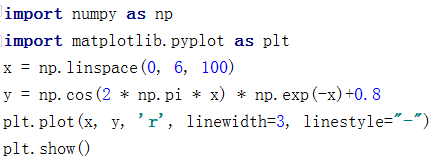 import numpy as np
import matplotlib.pyplot as plt
x = np.linspace(0, 6, 100)
y = np.cos(2 * np.pi * x) * np.exp(-x)+0.8
plt.plot(x, y, 'r', linewidth=3, linestyle="-")
plt.show()